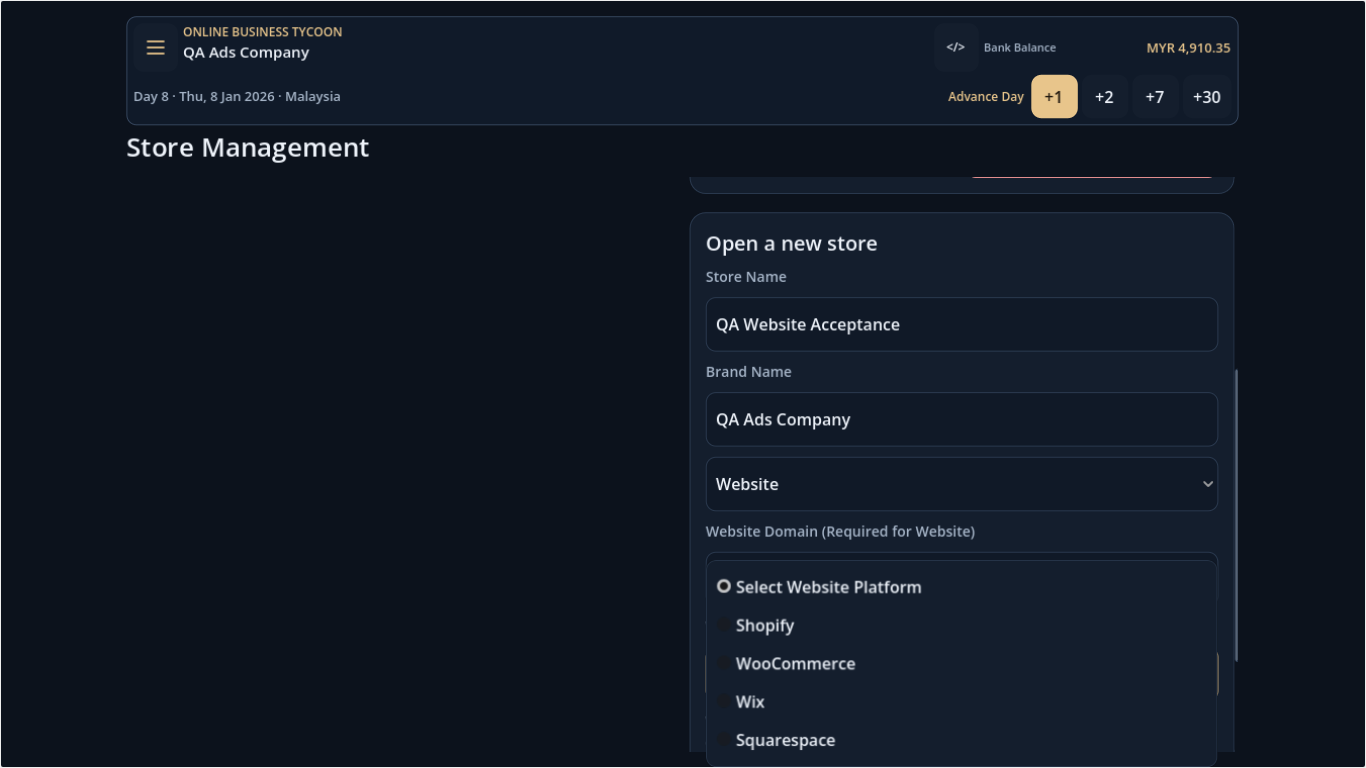 ONLINE BUSINESS TYCOON
QA Ads Company
</> Bank Balance MYR 4,910.35
Day 8 · Thu, 8 Jan 2026 · Malaysia
Advance Day +1 +2 +7 +30
Store Management
Open a new store
Store Name
QA Website Acceptance
Brand Name
QA Ads Company
Website
Website Domain (Required for Website)
Select Website Platform
Shopify
WooCommerce
Wix
Squarespace